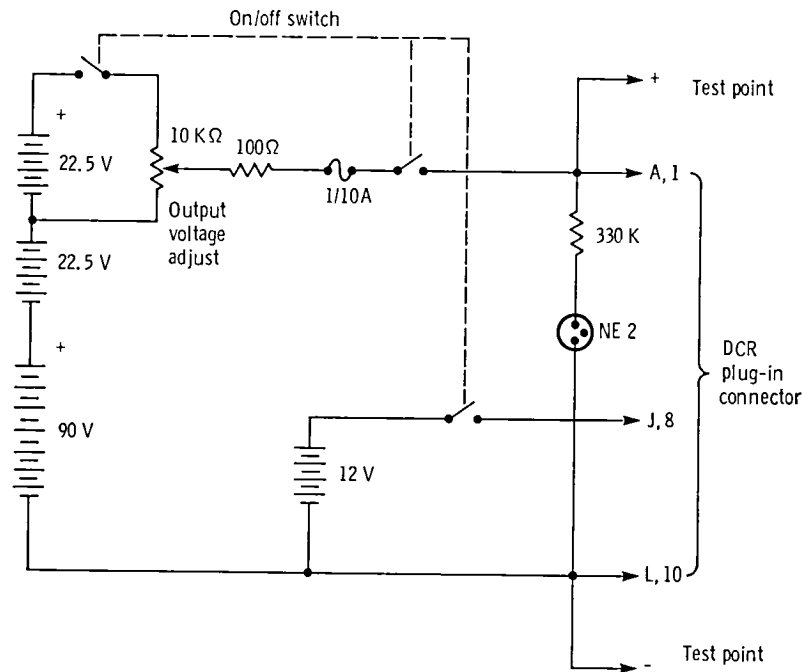 On/off switch
+
Test point
+
10 KΩ
100Ω
22.5 V
A, 1
1/10A
Output
voltage
adjust
330 K
22.5 V
NE 2
+
DCR
plug-in
connector
90 V
J, 8
12 V
L, 10
-
Test point